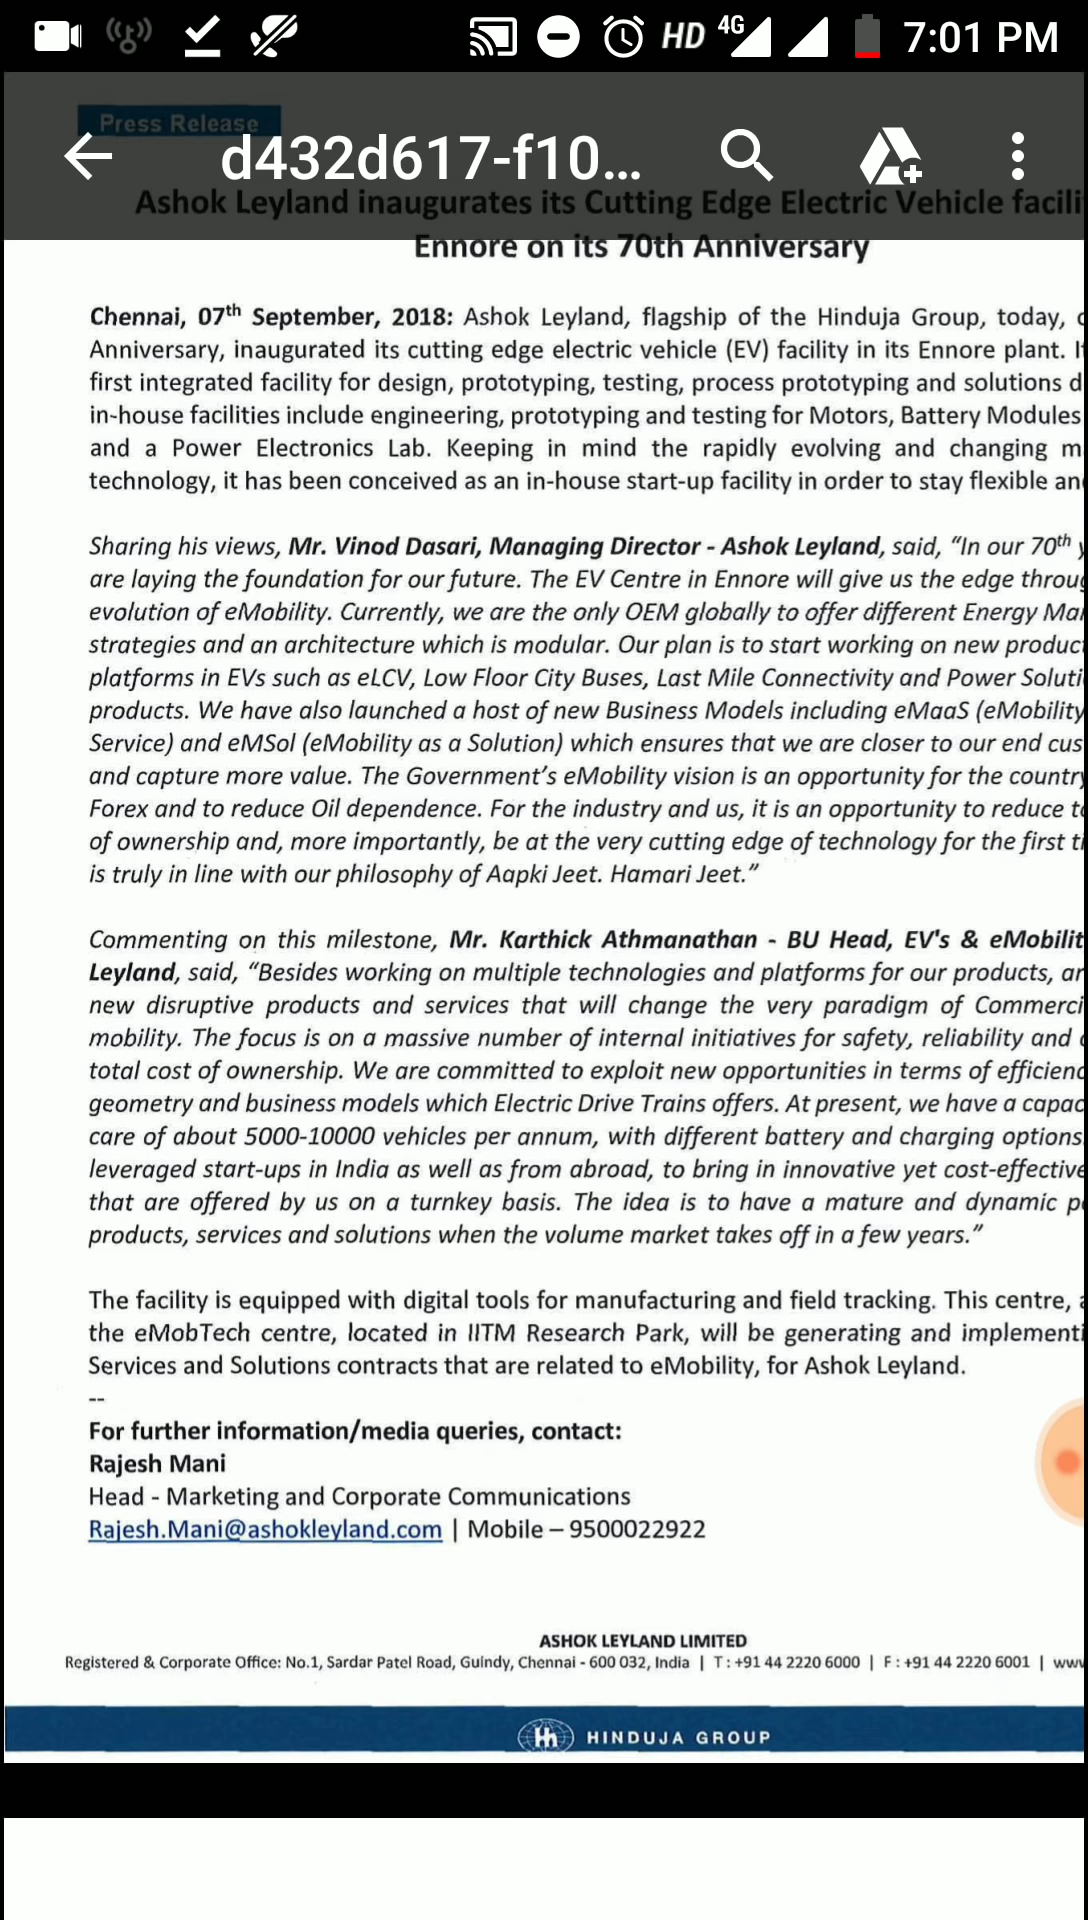 7:01 PM
HD 4G
Press Release
d432d617-f10...
Ashok Leyland inaugurates its Cutting Edge Electric Vehicle
Ennore on its 70th Anniversary
Chennai, 07th September, 2018: Ashok Leyland, flagship of the Hinduja Group, today,
Anniversary, inaugurated its cutting edge electric vehicle (EV) facility in its Ennore plant.
first integrated facility for design, prototyping, testing, process prototyping and solutions
in-house facilities include engineering, prototyping and testing for Motors, Battery Modules
and a Power Electronics Lab. Keeping in mind the rapidly evolving and changing
technology, it has been conceived as an in-house start-up facility in order to stay flexible
Sharing his views, Mr. Vinod Dasari, Managing Director - Ashok Leyland, said, “In our 70th
are laying the foundation for our future. The EV Centre in Ennore will give us the edge
evolution of eMobility. Currently, we are the only OEM globally to offer different Energy
strategies and an architecture which is modular. Our plan is to start working on new
platforms in EVs such as eLCV, Low Floor City Buses, Last Mile Connectivity and Power
products. We have also launched a host of new Business Models including eMaaS (eMobility
Service) and eMSol (eMobility as a Solution) which ensures that we are closer to our end
and capture more value. The Government’s eMobility vision is an opportunity for the country
Forex and to reduce Oil dependence. For the industry and us, it is an opportunity to reduce
of ownership and, more importantly, be at the very cutting edge of technology for the first
is truly in line with our philosophy of Aapki Jeet. Hamari Jeet.”
Commenting on this milestone, Mr. Karthick Athmanathan - BU Head, EV's &
Leyland, said, “Besides working on multiple technologies and platforms for our products,
new disruptive products and services that will change the very paradigm of
mobility. The focus is on a massive number of internal initiatives for safety, reliability and
total cost of ownership. We are committed to exploit new opportunities in terms of
geometry and business models which Electric Drive Trains offers. At present, we have a
care of about 5000-10000 vehicles per annum, with different battery and charging options.
leveraged start-ups in India as well as from abroad, to bring in innovative yet cost-effective
that are offered by us on a turnkey basis. The idea is to have a mature and dynamic
products, services and solutions when the volume market takes off in a few years.”
The facility is equipped with digital tools for manufacturing and field tracking. This centre,
the eMobTech centre, located in IITM Research Park, will be generating and
Services and Solutions contracts that are related to eMobility, for Ashok Leyland.
--
For further information/media queries, contact:
Rajesh Mani
Head - Marketing and Corporate Communications
Rajesh.Mani@ashokleyland.com | Mobile – 9500022922
ASHOK LEYLAND LIMITED
Registered & Corporate Office: No.1, Sardar Patel Road, Guindy, Chennai - 600 032, India | T : +91 44 2220 6000 | F : +91 44 2220 6001 |
HINDUJA GROUP